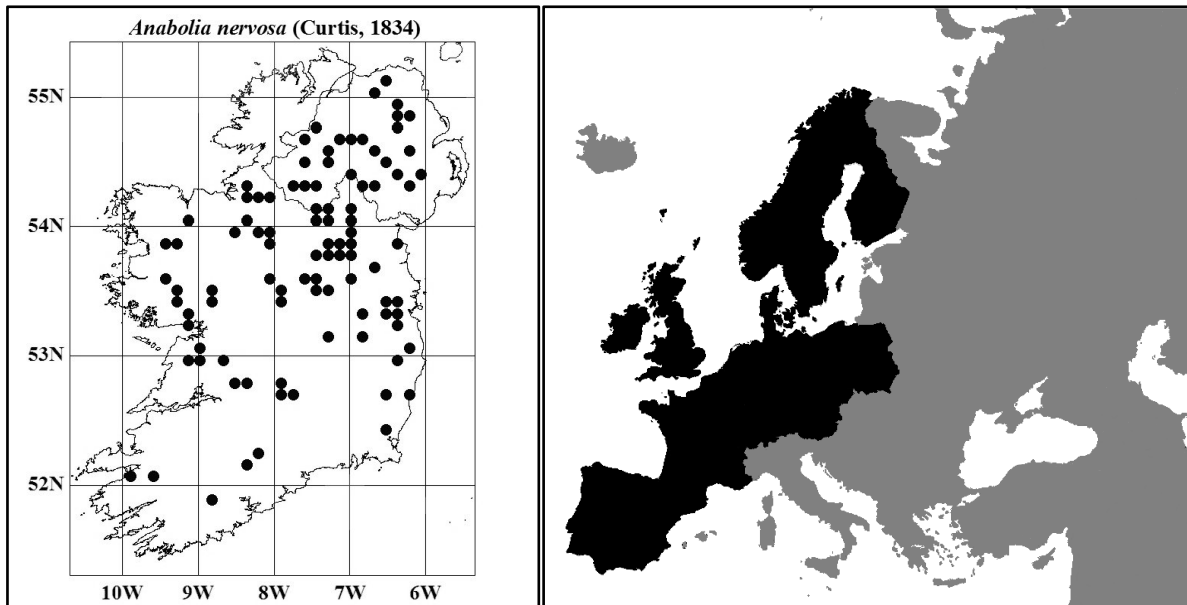 Anabolia nervosa (Curtis, 1834)
55N
54N
53N
52N
10W 9W 8W 7W 6W